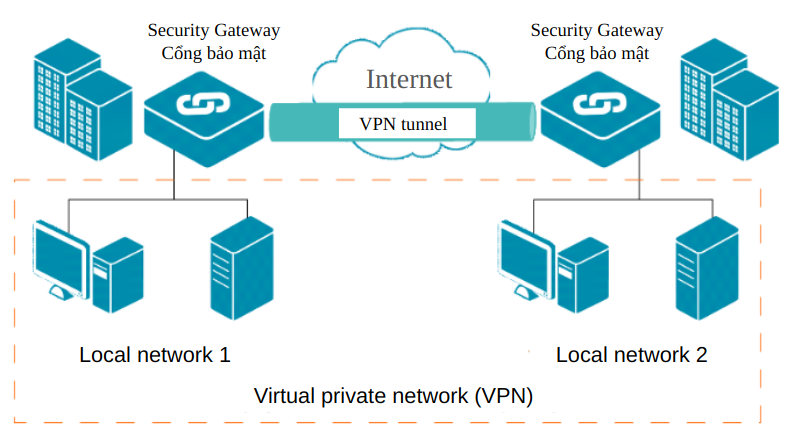 Security Gateway
Cổng bảo mật
Security Gateway
Cổng bảo mật
Internet
VPN tunnel
Local network 1
Local network 2
Virtual private network (VPN)